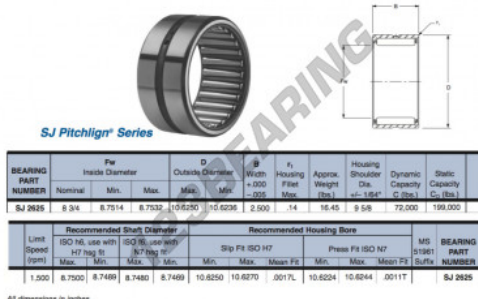 B
r₁
Fw
D
SJ Pitchlign® Series
BEARING PART NUMBER
Fw Inside Diameter
D Outside Diameter
B Width +.000 -.005
r₁ Housing Fillet Max.
Approx. Weight (lbs.)
Housing Shoulder Dia. +/- 1/64"
Dynamic Capacity C (lbs.)
Static Capacity C₀ (lbs.)
Nominal Min. Max. Max. Min.
SJ 2625 8 3/4 8.7514 8.7532 10.6250 10.6236 2.500 .14 16.45 9 5/8 72,000 199,000
Limit Speed (rpm)
Recommended Shaft Diameter
Recommended Housing Bore
MS 51961 Suffix
BEARING PART NUMBER
ISO h6, use with H7 hsg fit
ISO f6, use with N7 hsg fit
Slip Fit ISO H7
Press Fit ISO N7
Max. Min. Max. Min. Min. Max. Mean Fit Min. Max. Mean Fit
1,500 8.7500 8.7489 8.7480 8.7469 10.6250 10.6270 .0017L 10.6224 10.6244 .0011T SJ 2625
All dimensions in inches